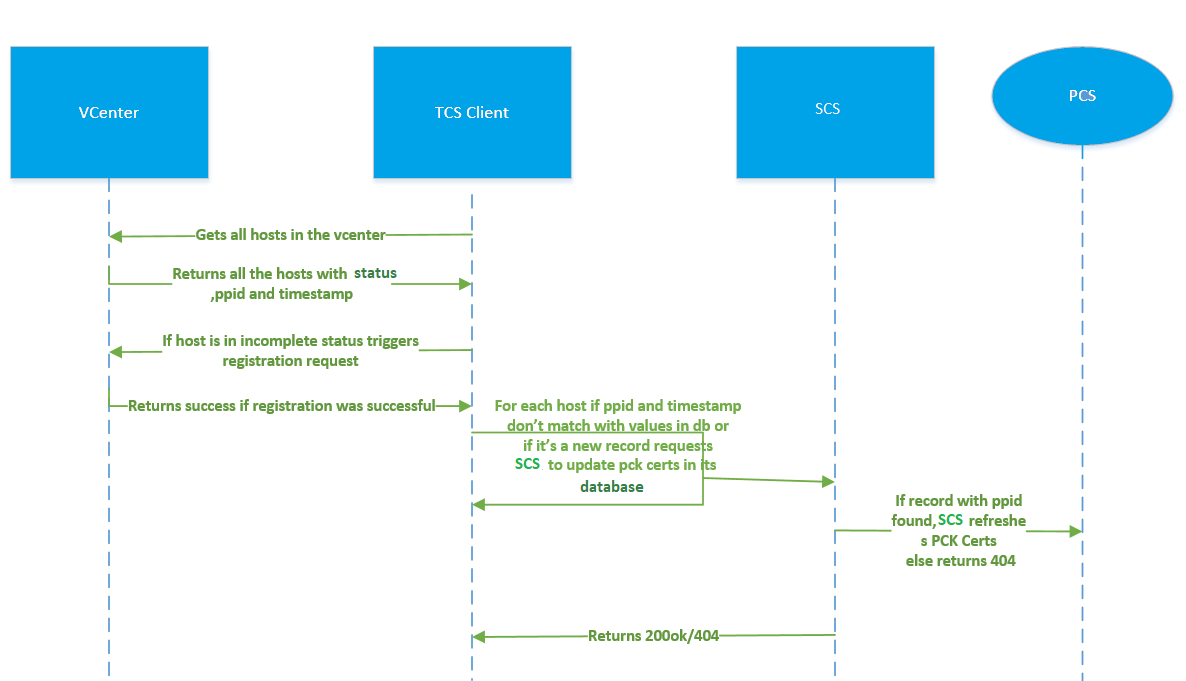 VCenter
TCS Client
SCS
PCS
Gets all hosts in the vcenter
Returns all the hosts with status
,ppid and timestamp
If host is in incomplete status triggers
registration request
Returns success if registration was successful
For each host if ppid and timestamp
don't match with values in db or
if it's a new record requests
SCS to update pck certs in its
database
If record with ppid
found,SCS refreshe
s PCK Certs
else returns 404
Returns 200ok/404